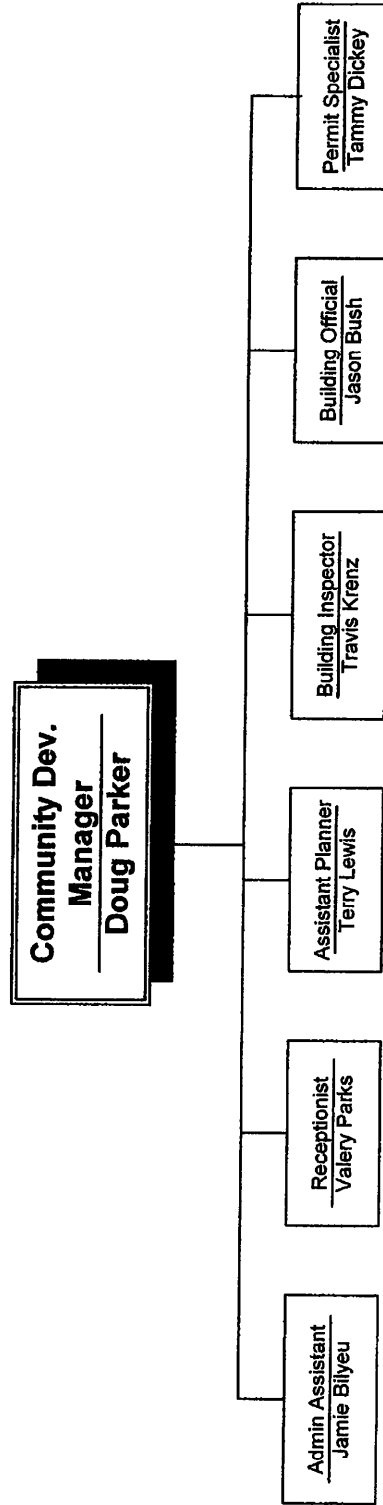 Community Dev.
Manager
Doug Parker
Admin Assistant
Jamie Bilyeu
Receptionist
Valery Parks
Assistant Planner
Terry Lewis
Building Inspector
Travis Krenz
Building Official
Jason Bush
Permit Specialist
Tammy Dickey